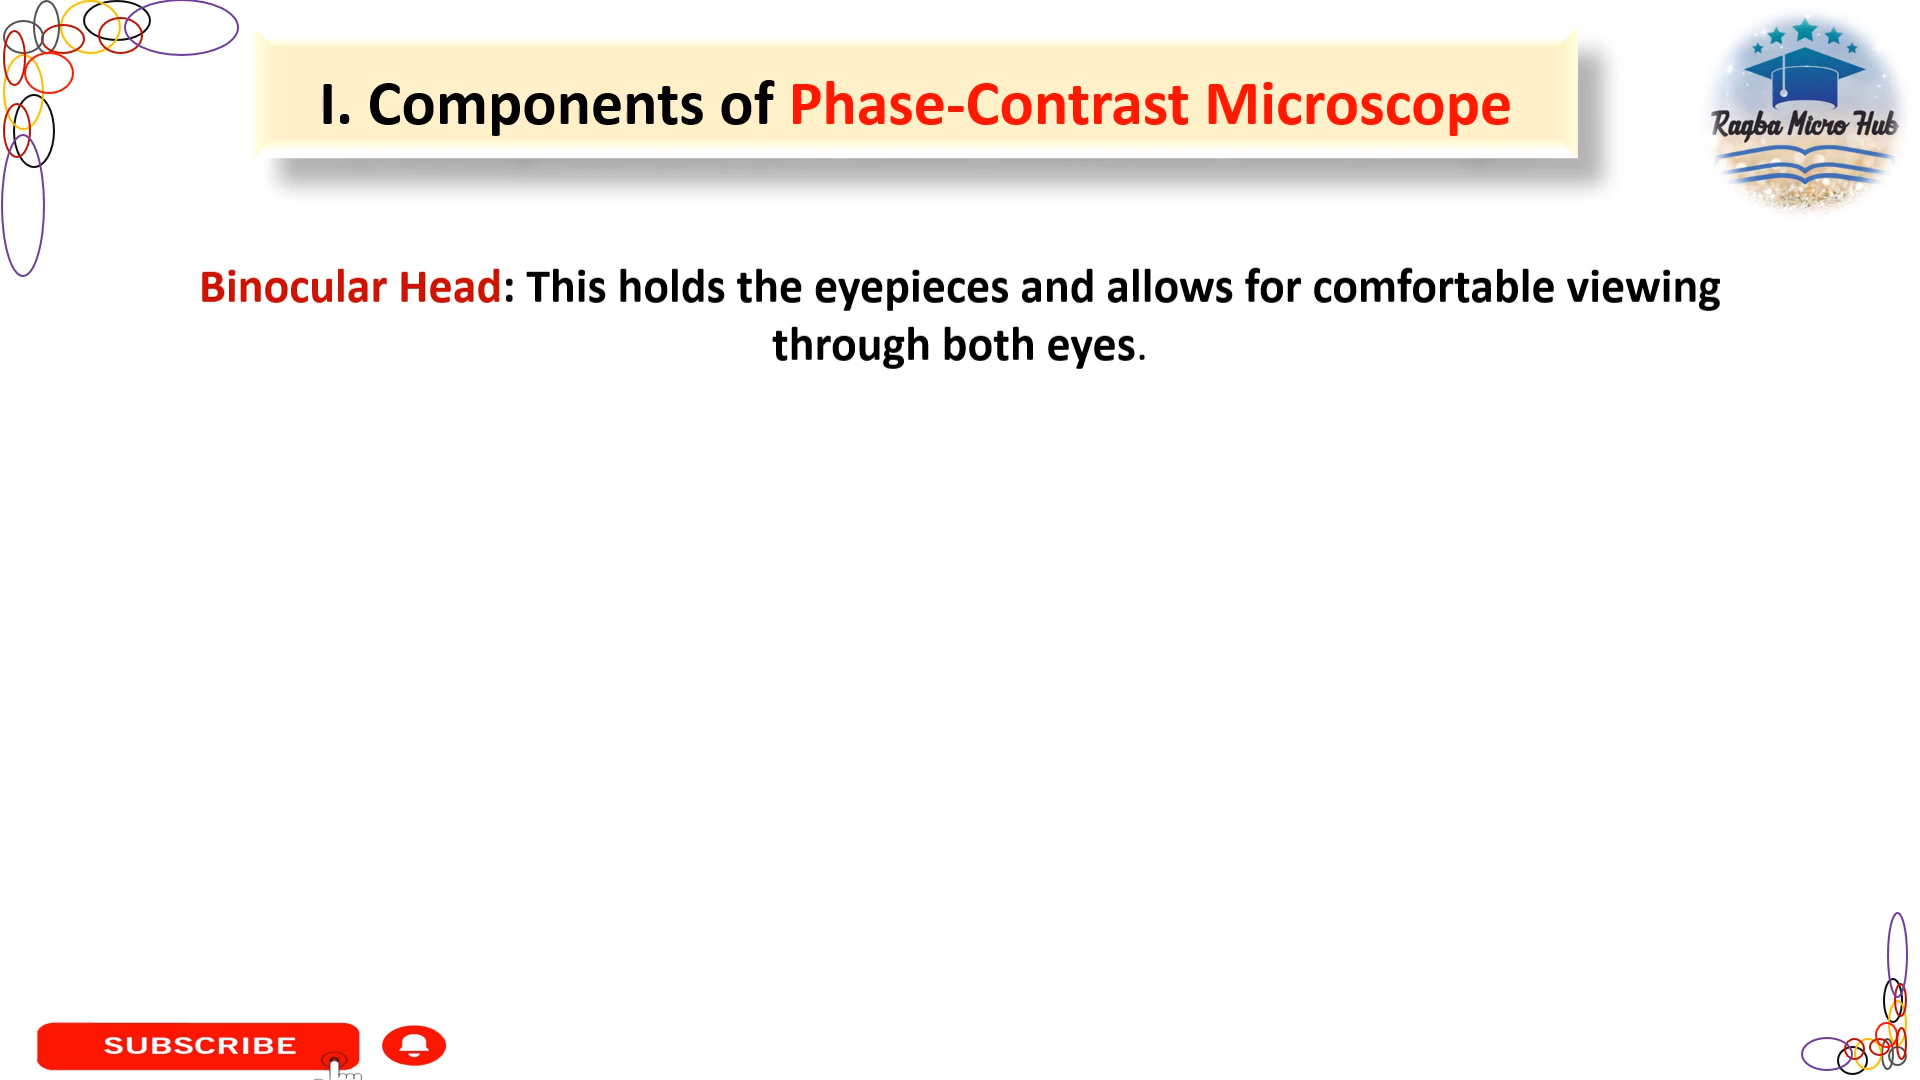 I. Components of Phase-Contrast Microscope
Ragba Micro Hub
Binocular Head: This holds the eyepieces and allows for comfortable viewing
through both eyes.
SUBSCRIBE